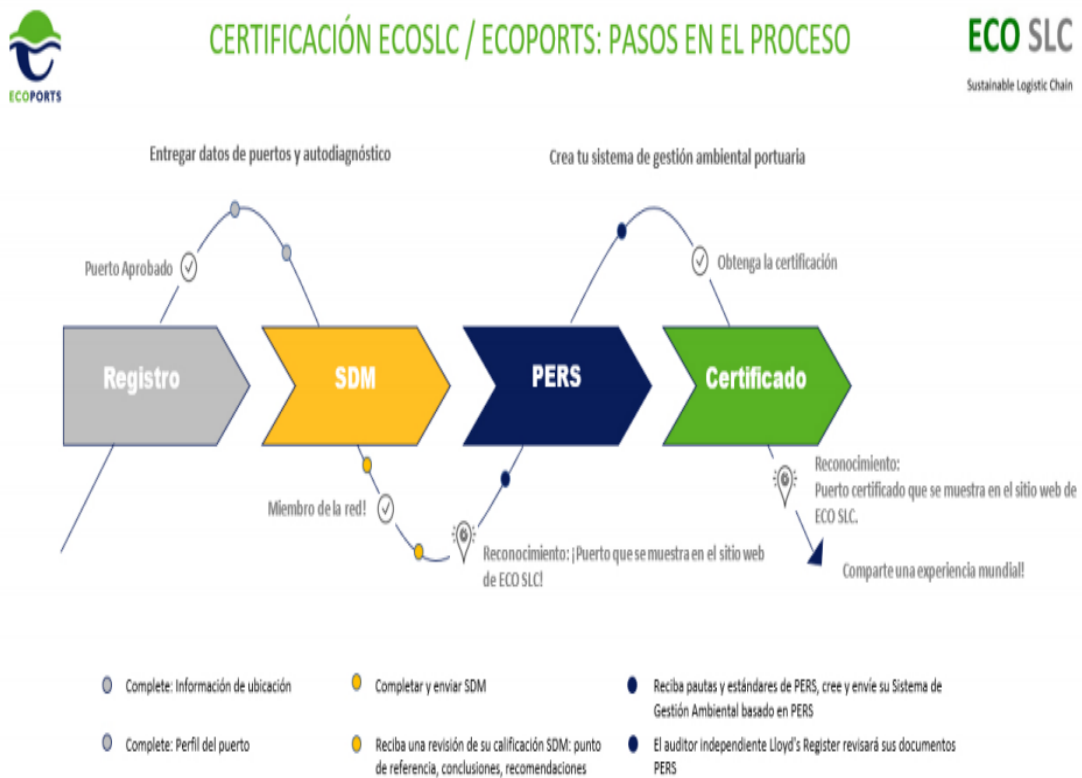 CERTIFICACIÓN ECOSLC / ECOPORTS: PASOS EN EL PROCESO
ECO SLC
Sustainable Logistic Chain
ECOPORTS
Entregar datos de puertos y autodiagnóstico
Crea tu sistema de gestión ambiental portuaria
Puerto Aprobado
Obtenga la certificación
Registro
SDM
PERS
Certificado
Miembro de la red!
Reconocimiento: ¡Puerto que se muestra en el sitio web
de ECO SLC!
Reconocimiento:
Puerto certificado que se muestra en el sitio web de
ECO SLC.
Comparte una experiencia mundial!
Complete: Información de ubicación
Complete: Perfil del puerto
Completar y enviar SDM
Reciba una revisión de su calificación SDM: punto
de referencia, conclusiones, recomendaciones
Reciba pautas y estándares de PERS, cree y envíe su Sistema de
Gestión Ambiental basado en PERS
El auditor independiente Lloyd's Register revisará sus documentos
PERS